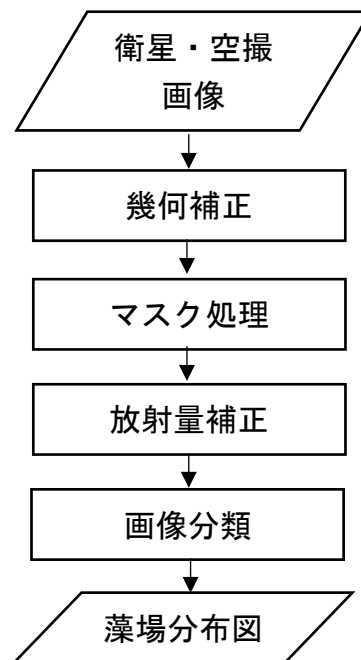 衛星・空撮
画像
幾何補正
マスク処理
放射量補正
画像分類
藻場分布図